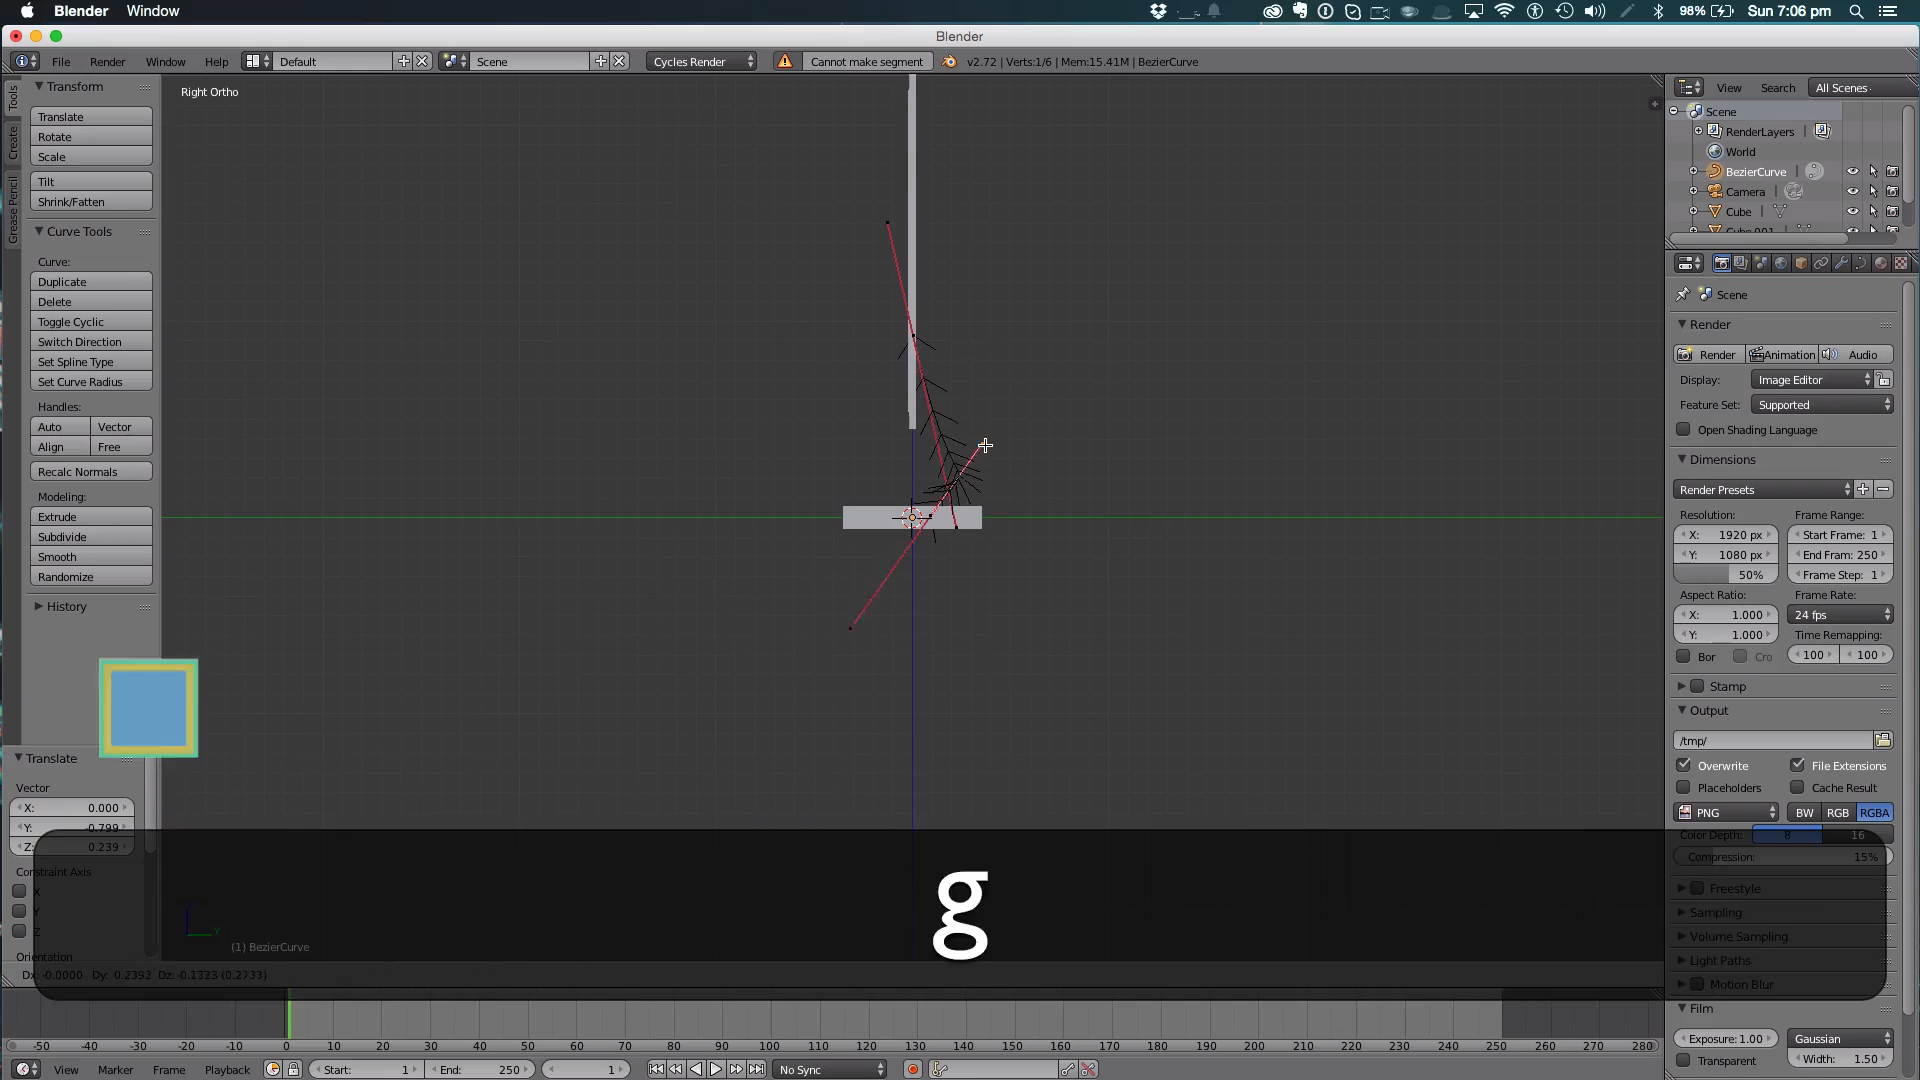 Blender Window 98% Sun 7:06 pm
Blender
File Render Window Help Default Scene Cycles Render Cannot make segment v2.72 | Verts:1/6 | Mem:15.41M | BezierCurve
Tools
Create
Grease Pencil
Transform
Translate
Rotate
Scale
Tilt
Shrink/Fatten
Curve Tools
Curve:
Duplicate
Delete
Toggle Cyclic
Switch Direction
Set Spline Type
Set Curve Radius
Handles:
Auto Vector
Align Free
Recalc Normals
Modeling:
Extrude
Subdivide
Smooth
Randomize
History
Translate
Vector
X: 0.000
Y: -0.799
Z: 0.239
Constraint Axis
X
Y
Z
Orientation
Right Ortho
Y
(1) BezierCurve
Dx: -0.0000 Dy: 0.2392 Dz: -0.1323 (0.2733)
g
View Search All Scenes
Scene
RenderLayers
World
BezierCurve
Camera
Cube
Cube.001
Scene
Render
Render Animation Audio
Display: Image Editor
Feature Set: Supported
Open Shading Language
Dimensions
Render Presets
Resolution: Frame Range:
X: 1920 px Start Frame: 1
Y: 1080 px End Fram: 250
50% Frame Step: 1
Aspect Ratio: Frame Rate:
X: 1.000 24 fps
Y: 1.000 Time Remapping:
Bor Cro 100 100
Stamp
Output
/tmp/
Overwrite File Extensions
Placeholders Cache Result
PNG BW RGB RGBA
Color Depth: 8 16
Compression: 15%
Freestyle
Sampling
Volume Sampling
Light Paths
Motion Blur
Film
Exposure: 1.00 Gaussian
Transparent Width: 1.50
-50 -40 -30 -20 -10 0 10 20 30 40 50 60 70 80 90 100 110 120 130 140 150 160 170 180 190 200 210 220 230 240 250 260 270 280
View Marker Frame Playback Start: 1 End: 250 1 No Sync